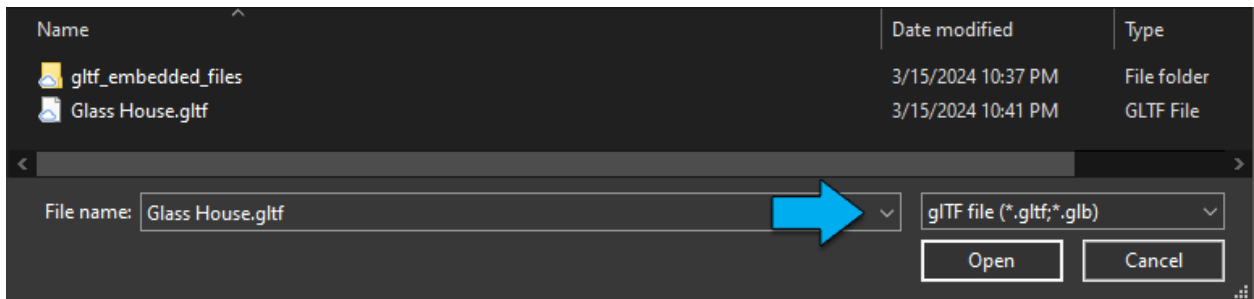 Name Date modified Type
gltf_embedded_files 3/15/2024 10:37 PM File folder
Glass House.gltf 3/15/2024 10:41 PM GLTF File
File name: Glass House.gltf glTF file (*.gltf;*.glb)
Open Cancel